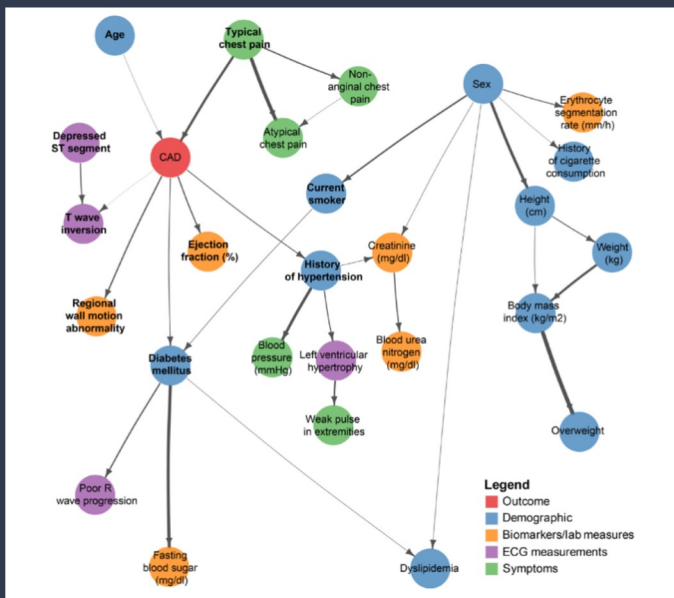 Age
Typical
chest pain
Non-
anginal chest
pain
Sex
Erythrocyte
segmentation
rate (mm/h)
Depressed
ST segment
CAD
Atypical
chest pain
History
of cigarette
consumption
Current
smoker
Height
(cm)
T wave
inversion
Ejection
fraction (%)
Creatinine
(mg/dl)
Weight
(kg)
History
of hypertension
Regional
wall motion
abnormality
Body mass
index (kg/m2)
Blood
pressure
(mmHg)
Left ventricular
hypertrophy
Blood urea
nitrogen
(mg/dl)
Diabetes
mellitus
Weak pulse
in extremities
Overweight
Poor R
wave progression
Fasting
blood sugar
(mg/dl)
Dyslipidemia
Legend
Outcome
Demographic
Biomarkers/lab measures
ECG measurements
Symptoms